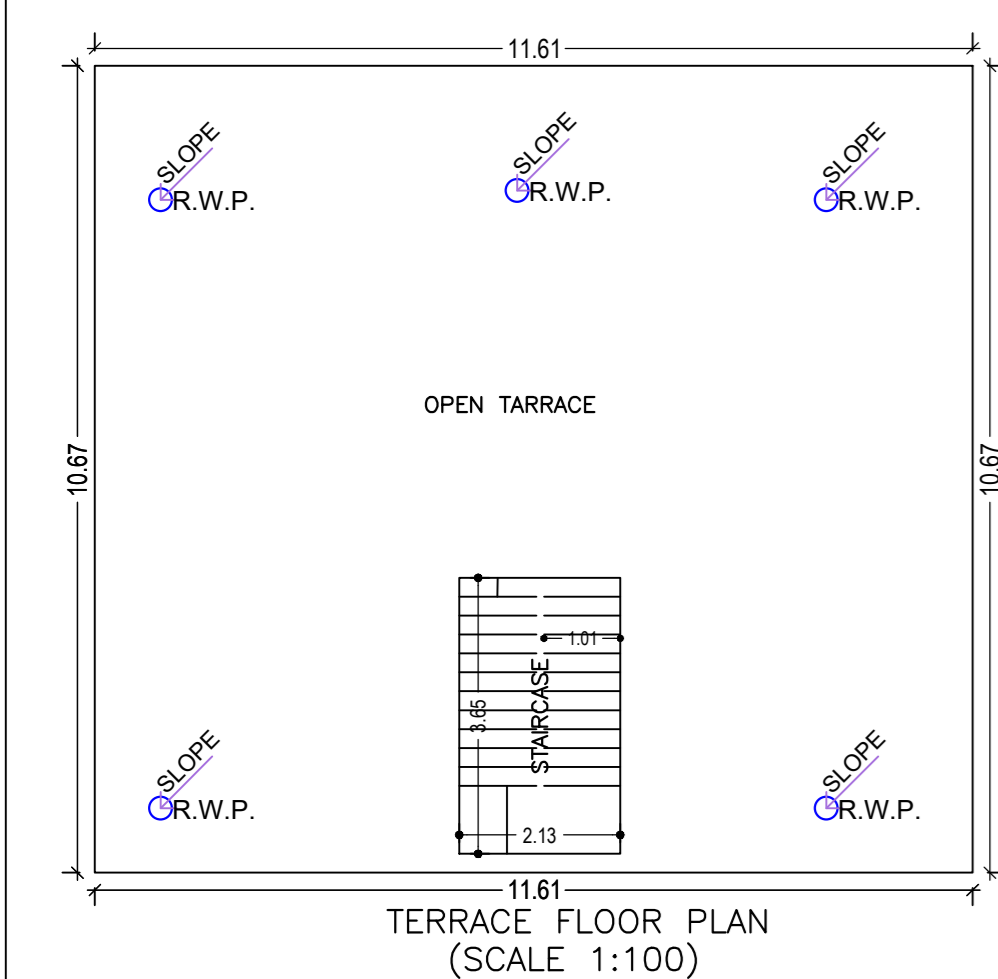 11.61
SLOPE
R.W.P.
SLOPE
R.W.P.
SLOPE
R.W.P.
OPEN TARRACE
10.67
10.67
1.01
3.65
STAIRCASE
SLOPE
R.W.P.
2.13
SLOPE
R.W.P.
11.61
TERRACE FLOOR PLAN
(SCALE 1:100)